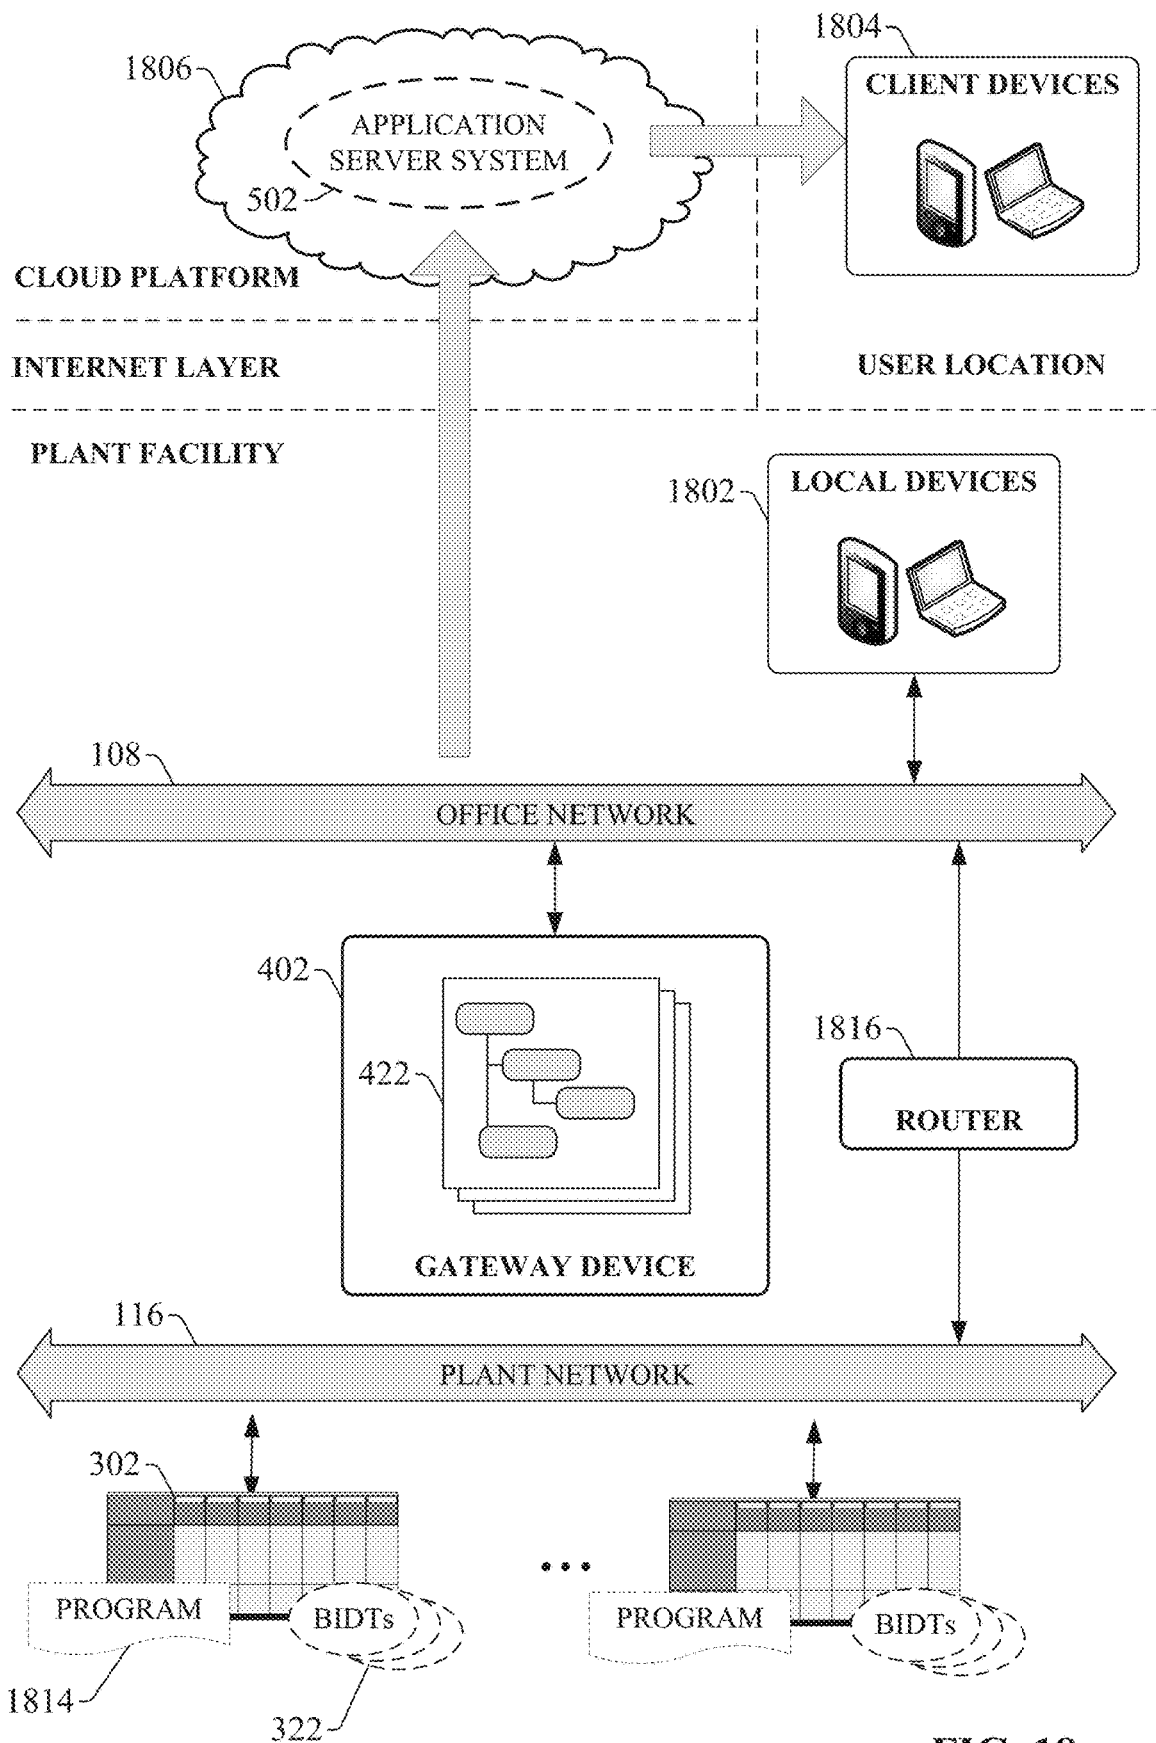 1804
1806
CLIENT DEVICES
APPLICATION
SERVER SYSTEM
502
CLOUD PLATFORM
INTERNET LAYER
USER LOCATION
PLANT FACILITY
LOCAL DEVICES
1802
108
OFFICE NETWORK
402
1816
422
ROUTER
GATEWAY DEVICE
116
PLANT NETWORK
302
...
PROGRAM
BIDTs
PROGRAM
BIDTs
1814
322